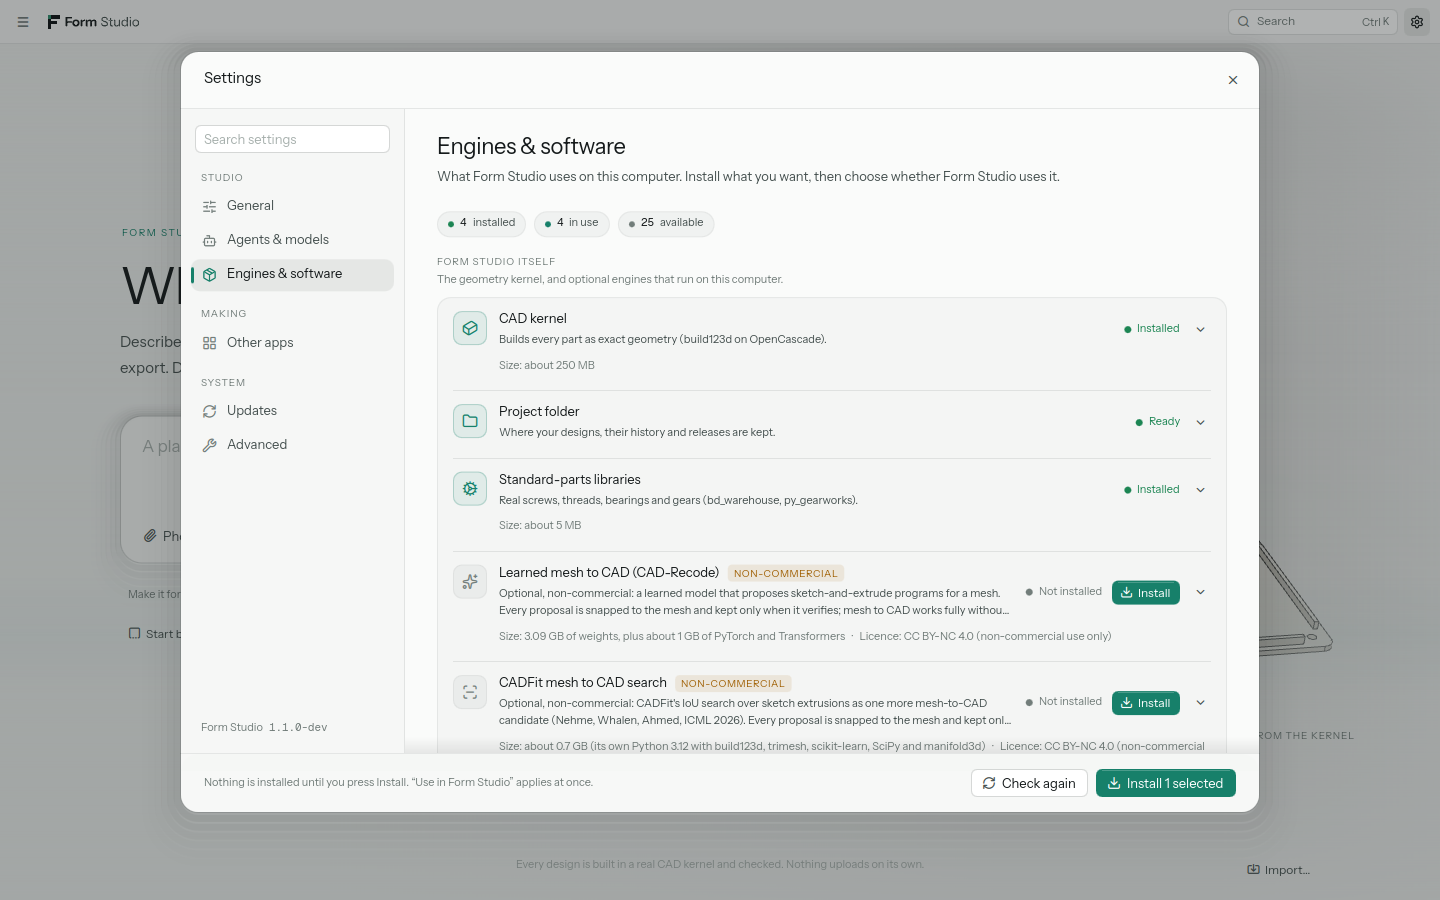 Form Studio
Search
Ctrl K
Settings
Search settings
STUDIO
General
Agents & models
Engines & software
MAKING
Other apps
SYSTEM
Updates
Advanced
Form Studio 1.1.0-dev
Engines & software
What Form Studio uses on this computer. Install what you want, then choose whether Form Studio uses it.
4 installed
4 in use
25 available
FORM STUDIO ITSELF
The geometry kernel, and optional engines that run on this computer.
CAD kernel
Builds every part as exact geometry (build123d on OpenCascade).
Size: about 250 MB
Installed
Project folder
Where your designs, their history and releases are kept.
Ready
Standard-parts libraries
Real screws, threads, bearings and gears (bd_warehouse, py_gearworks).
Size: about 5 MB
Installed
Learned mesh to CAD (CAD-Recode) NON-COMMERCIAL
Optional, non-commercial: a learned model that proposes sketch-and-extrude programs for a mesh.
Every proposal is snapped to the mesh and kept only when it verifies; mesh to CAD works fully withou…
Size: 3.09 GB of weights, plus about 1 GB of PyTorch and Transformers · Licence: CC BY-NC 4.0 (non-commercial use only)
Not installed
Install
CADFit mesh to CAD search NON-COMMERCIAL
Optional, non-commercial: CADFit's IoU search over sketch extrusions as one more mesh-to-CAD
candidate (Nehme, Whalen, Ahmed, ICML 2026). Every proposal is snapped to the mesh and kept onl…
Size: about 0.7 GB (its own Python 3.12 with build123d, trimesh, scikit-learn, SciPy and manifold3d) · Licence: CC BY-NC 4.0 (non-commercial
Not installed
Install
Nothing is installed until you press Install. “Use in Form Studio” applies at once.
Check again
Install 1 selected
FORM STU
Describe
export. D
A pla
Make it for
Start b
ROM THE KERNEL
Every design is built in a real CAD kernel and checked. Nothing uploads on its own.
Import...